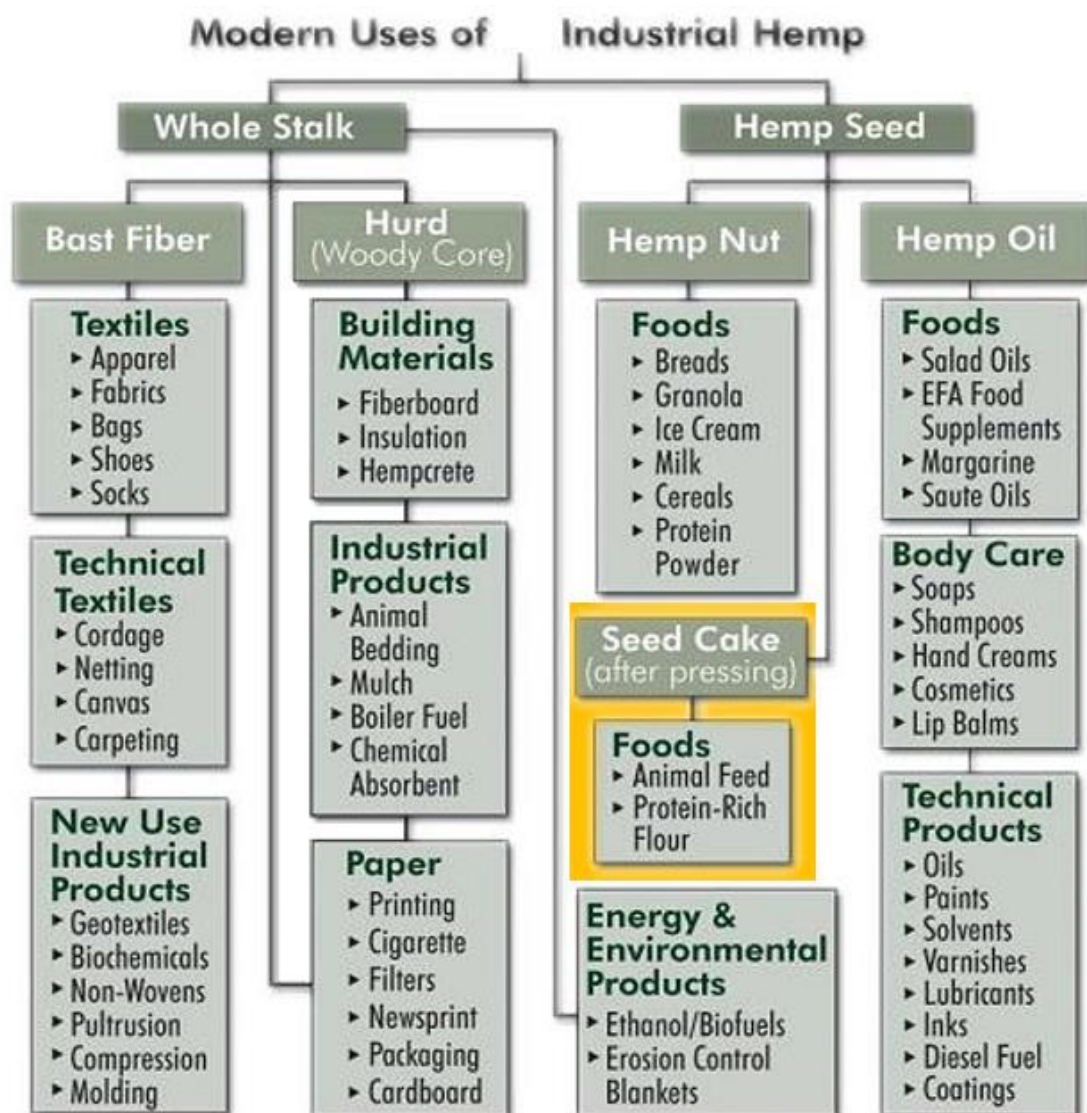 Modern Uses of Industrial Hemp
Whole Stalk
Bast Fiber
Textiles
▸ Apparel
▸ Fabrics
▸ Bags
▸ Shoes
▸ Socks
Technical
Textiles
▸ Cordage
▸ Netting
▸ Canvas
▸ Carpeting
New Use
Industrial
Products
▸ Geotextiles
▸ Biochemicals
▸ Non-Wovens
▸ Pultrusion
▸ Compression
▸ Molding
Hurd
(Woody Core)
Building
Materials
▸ Fiberboard
▸ Insulation
▸ Hempcrete
Industrial
Products
▸ Animal
Bedding
▸ Mulch
▸ Boiler Fuel
▸ Chemical
Absorbent
Paper
▸ Printing
▸ Cigarette
▸ Filters
▸ Newsprint
▸ Packaging
▸ Cardboard
Hemp Seed
Hemp Nut
Foods
▸ Breads
▸ Granola
▸ Ice Cream
▸ Milk
▸ Cereals
▸ Protein
Powder
Seed Cake
(after pressing)
Foods
▸ Animal Feed
▸ Protein-Rich
Flour
Energy &
Environmental
Products
▸ Ethanol/Biofuels
▸ Erosion Control
Blankets
Hemp Oil
Foods
▸ Salad Oils
▸ EFA Food
Supplements
▸ Margarine
▸ Saute Oils
Body Care
▸ Soaps
▸ Shampoos
▸ Hand Creams
▸ Cosmetics
▸ Lip Balms
Technical
Products
▸ Oils
▸ Paints
▸ Solvents
▸ Varnishes
▸ Lubricants
▸ Inks
▸ Diesel Fuel
▸ Coatings